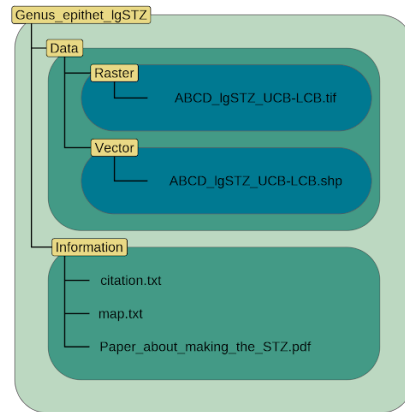 Genus_epithet_lgSTZ
Data
Raster
ABCD_lgSTZ_UCB-LCB.tif
Vector
ABCD_lgSTZ_UCB-LCB.shp
Information
citation.txt
map.txt
Paper_about_making_the_STZ.pdf